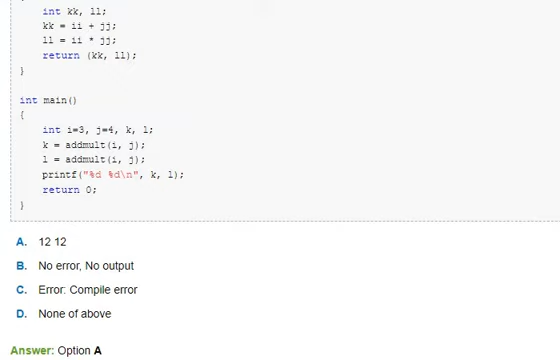 int kk, ll;
kk = ii + jj;
ll = ii * jj;
return (kk, ll);
}
int main()
{
int i=3, j=4, k, l;
k = addmult(i, j);
l = addmult(i, j);
printf("%d %d\n", k, l);
return 0;
}
A. 12 12
B. No error, No output
C. Error: Compile error
D. None of above
Answer: Option A